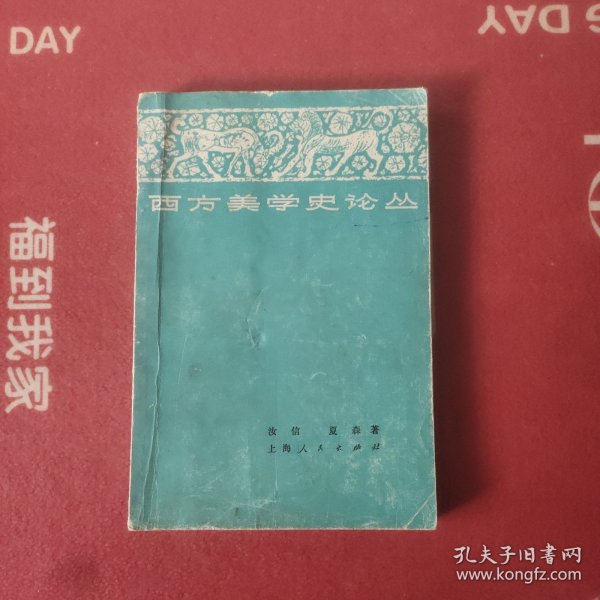 DAY
G DAY
西方美学史论丛
福到我家
汝信 夏森著
上海人民出版社
孔夫子旧书网
www.kongfz.com